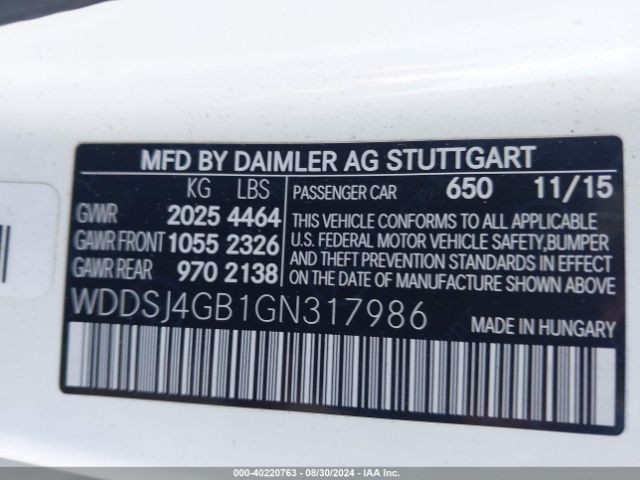 MFD BY DAIMLER AG STUTTGART
KG LBS
GVWR 2025 4464
GAWR FRONT 1055 2326
GAWR REAR 970 2138
PASSENGER CAR 650 11/15
THIS VEHICLE CONFORMS TO ALL APPLICABLE
U.S. FEDERAL MOTOR VEHICLE SAFETY,BUMPER
AND THEFT PREVENTION STANDARDS IN EFFECT
ON THE DATE OF MANUFACTURE SHOWN ABOVE.
WDDSJ4GB1GN317986
MADE IN HUNGARY
000-40220763 - 08/30/2024 - IAA Inc.